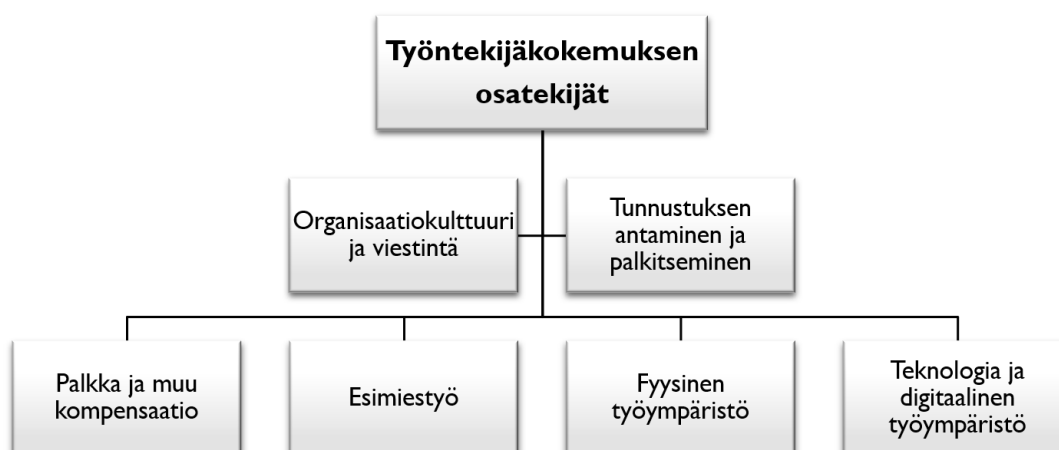 Työntekijäkokemuksen
osatekijät
Organisaatiokulttuuri
ja viestintä
Tunnustuksen
antaminen ja
palkitseminen
Palkka ja muu
kompensaatio
Esimiestyö
Fyysinen
työympäristö
Teknologia ja
digitaalinen
työympäristö